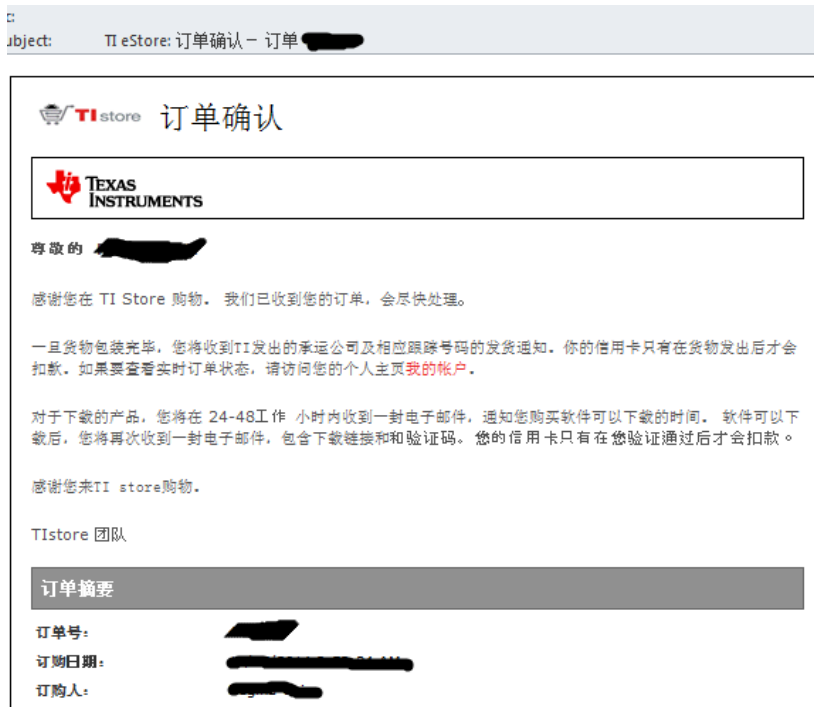 ubject: TI eStore: 订单确认 － 订单
TI store 订单确认
TEXAS
INSTRUMENTS
尊敬的
感谢您在 TI Store 购物。 我们已收到您的订单，会尽快处理。
一旦货物包装完毕，您将收到TI发出的承运公司及相应跟踪号码的发货通知。你的信用卡只有在货物发出后才会
扣款。如果要查看实时订单状态，请访问您的个人主页我的帐户。
对于下载的产品，您将在 24-48工作 小时内收到一封电子邮件，通知您购买软件可以下载的时间。 软件可以下
载后，您将再次收到一封电子邮件，包含下载链接和和验证码。您的信用卡只有在您验证通过后才会扣款。
感谢您来TI store购物。
TIstore 团队
订单摘要
订单号：
订购日期：
订购人：